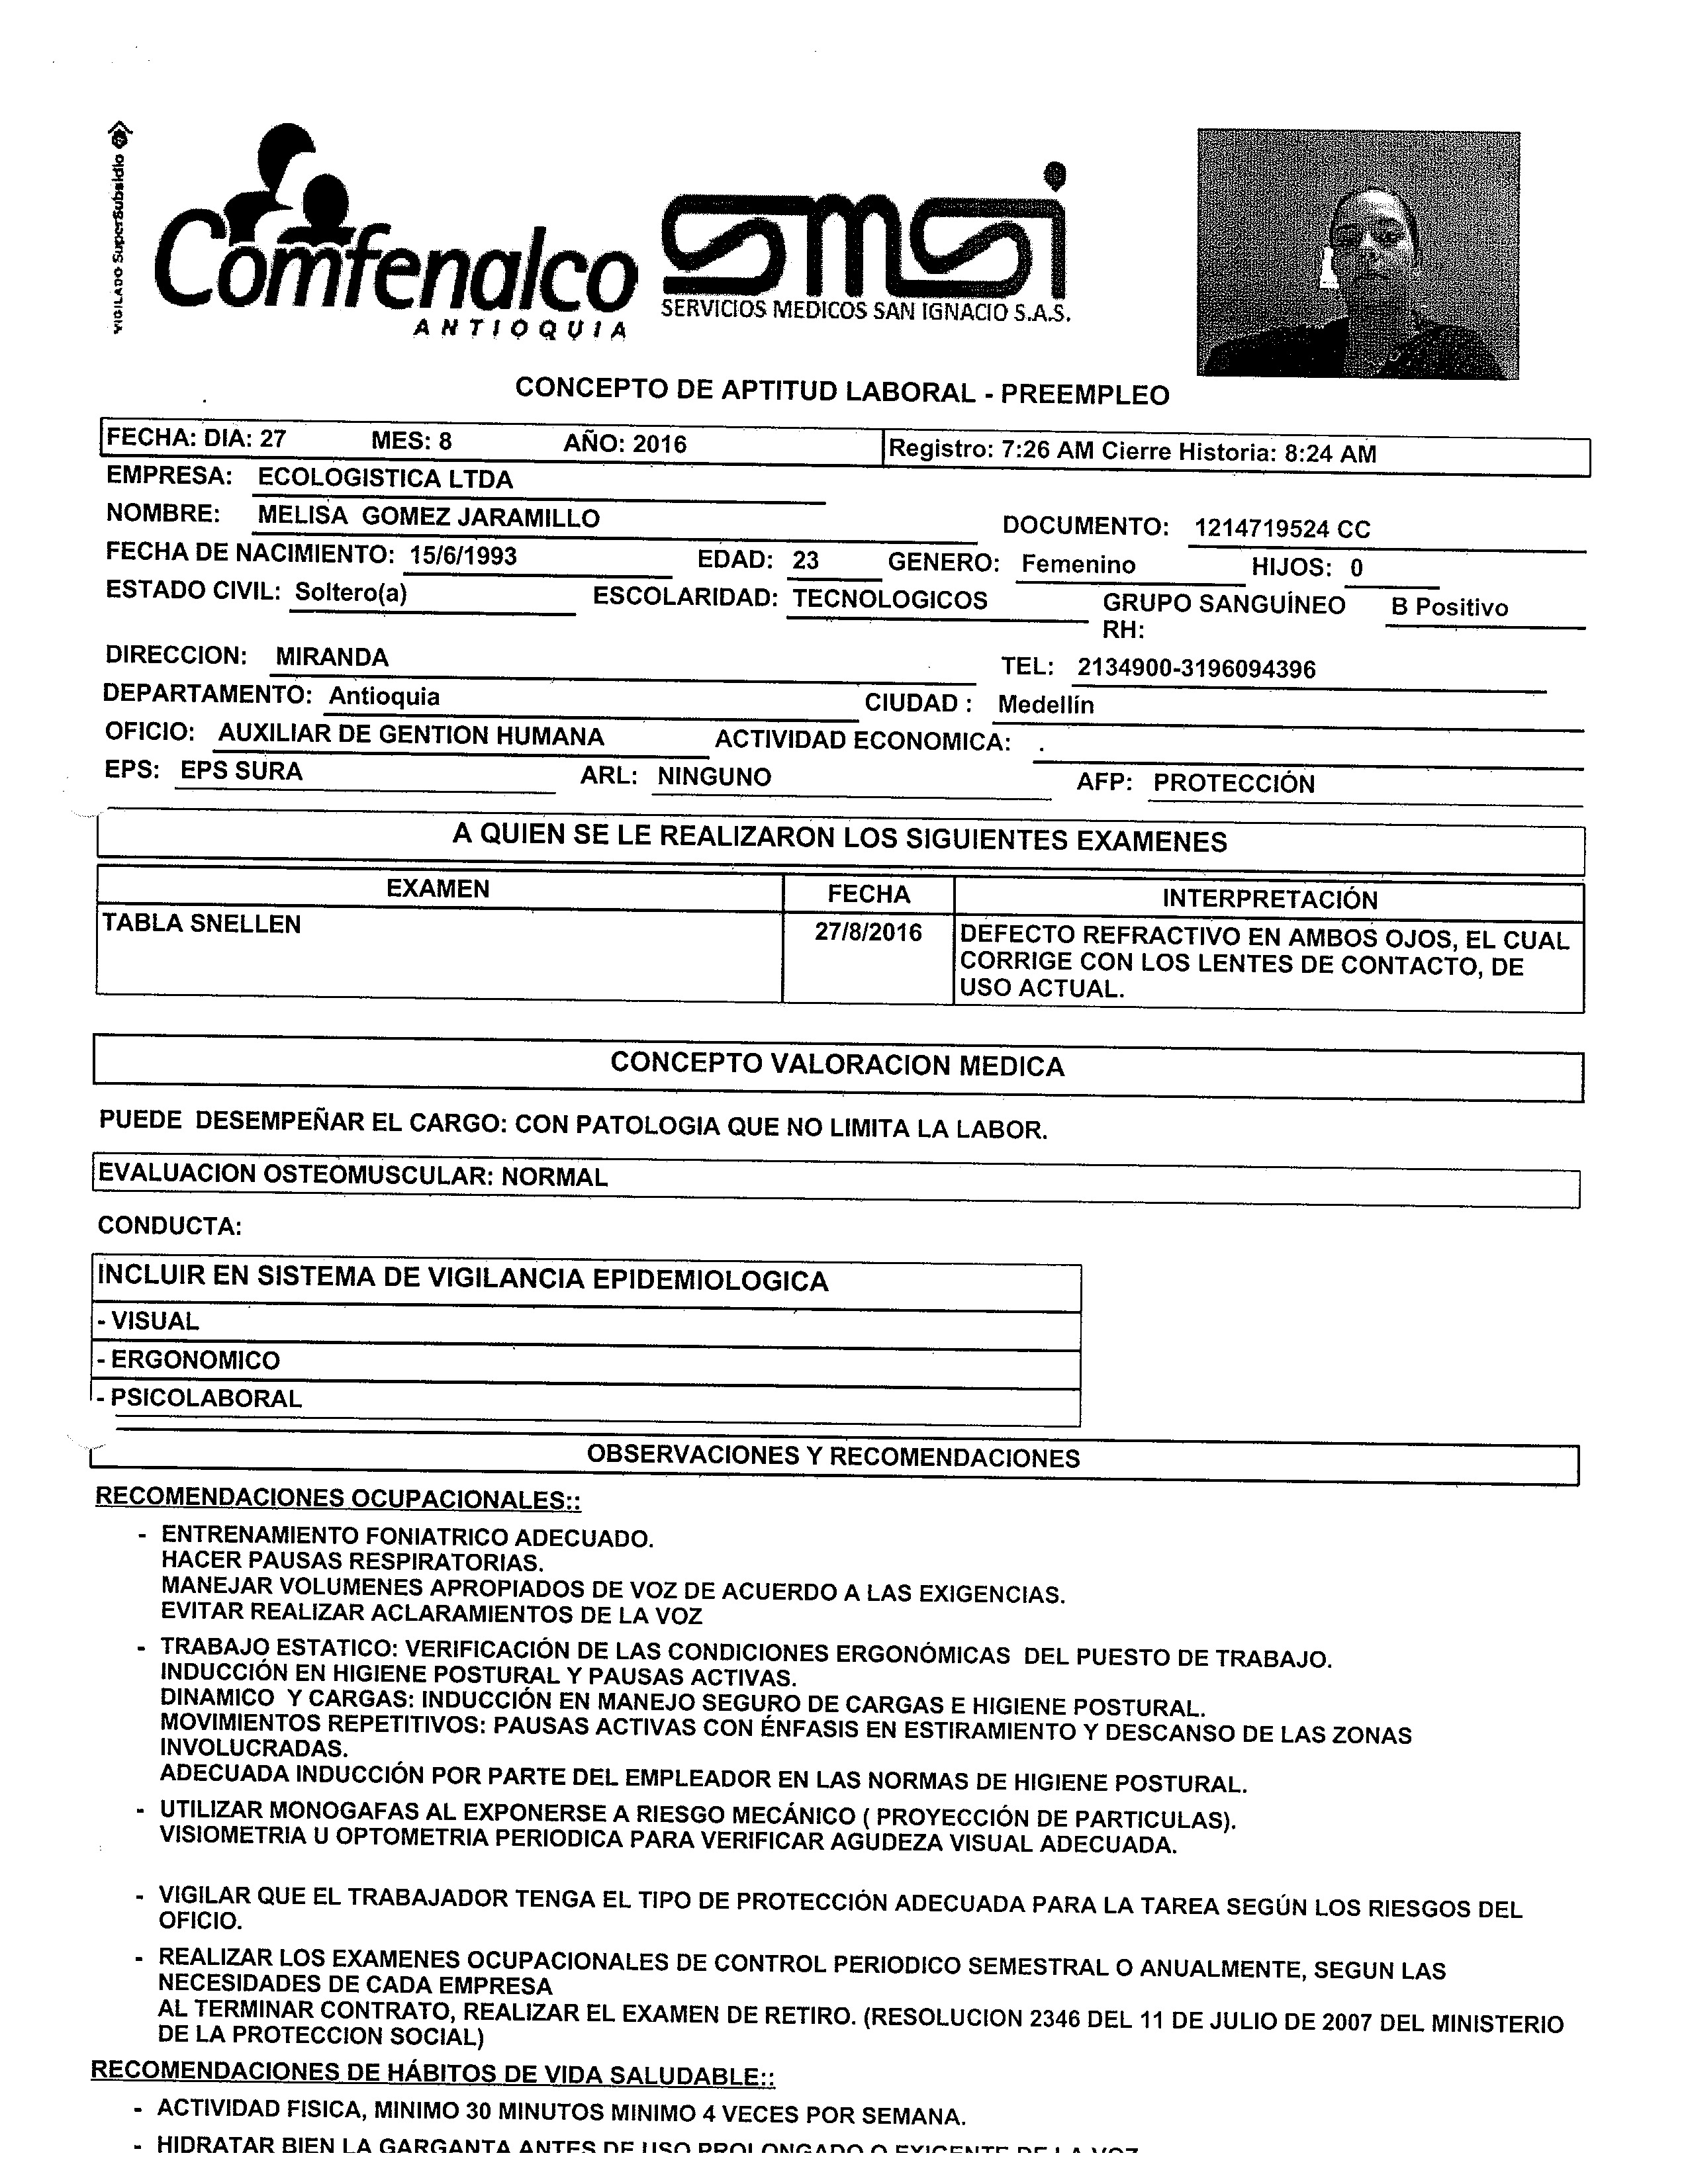 VIGILADO SuperSubsidio
Comfenalco
ANTIOQUIA
smsi
SERVICIOS MEDICOS SAN IGNACIO S.A.S.
CONCEPTO DE APTITUD LABORAL - PREEMPLEO
FECHA: DIA: 27 MES: 8 AÑO: 2016 Registro: 7:26 AM Cierre Historia: 8:24 AM
EMPRESA: ECOLOGISTICA LTDA
NOMBRE: MELISA GOMEZ JARAMILLO DOCUMENTO: 1214719524 CC
FECHA DE NACIMIENTO: 15/6/1993 EDAD: 23 GENERO: Femenino HIJOS: 0
ESTADO CIVIL: Soltero(a) ESCOLARIDAD: TECNOLOGICOS GRUPO SANGUÍNEO B Positivo
RH:
DIRECCION: MIRANDA TEL: 2134900-3196094396
DEPARTAMENTO: Antioquia CIUDAD : Medellín
OFICIO: AUXILIAR DE GENTION HUMANA ACTIVIDAD ECONOMICA: .
EPS: EPS SURA ARL: NINGUNO AFP: PROTECCIÓN
A QUIEN SE LE REALIZARON LOS SIGUIENTES EXAMENES
EXAMEN FECHA INTERPRETACIÓN
TABLA SNELLEN 27/8/2016 DEFECTO REFRACTIVO EN AMBOS OJOS, EL CUAL
CORRIGE CON LOS LENTES DE CONTACTO, DE
USO ACTUAL.
CONCEPTO VALORACION MEDICA
PUEDE DESEMPEÑAR EL CARGO: CON PATOLOGIA QUE NO LIMITA LA LABOR.
EVALUACION OSTEOMUSCULAR: NORMAL
CONDUCTA:
INCLUIR EN SISTEMA DE VIGILANCIA EPIDEMIOLOGICA
- VISUAL
- ERGONOMICO
- PSICOLABORAL
OBSERVACIONES Y RECOMENDACIONES
RECOMENDACIONES OCUPACIONALES::
- ENTRENAMIENTO FONIATRICO ADECUADO.
HACER PAUSAS RESPIRATORIAS.
MANEJAR VOLUMENES APROPIADOS DE VOZ DE ACUERDO A LAS EXIGENCIAS.
EVITAR REALIZAR ACLARAMIENTOS DE LA VOZ
- TRABAJO ESTATICO: VERIFICACIÓN DE LAS CONDICIONES ERGONÓMICAS DEL PUESTO DE TRABAJO.
INDUCCIÓN EN HIGIENE POSTURAL Y PAUSAS ACTIVAS.
DINAMICO Y CARGAS: INDUCCIÓN EN MANEJO SEGURO DE CARGAS E HIGIENE POSTURAL.
MOVIMIENTOS REPETITIVOS: PAUSAS ACTIVAS CON ÉNFASIS EN ESTIRAMIENTO Y DESCANSO DE LAS ZONAS
INVOLUCRADAS.
ADECUADA INDUCCIÓN POR PARTE DEL EMPLEADOR EN LAS NORMAS DE HIGIENE POSTURAL.
- UTILIZAR MONOGAFAS AL EXPONERSE A RIESGO MECÁNICO ( PROYECCIÓN DE PARTICULAS).
VISIOMETRIA U OPTOMETRIA PERIODICA PARA VERIFICAR AGUDEZA VISUAL ADECUADA.
- VIGILAR QUE EL TRABAJADOR TENGA EL TIPO DE PROTECCIÓN ADECUADA PARA LA TAREA SEGÚN LOS RIESGOS DEL
OFICIO.
- REALIZAR LOS EXAMENES OCUPACIONALES DE CONTROL PERIODICO SEMESTRAL O ANUALMENTE, SEGUN LAS
NECESIDADES DE CADA EMPRESA
AL TERMINAR CONTRATO, REALIZAR EL EXAMEN DE RETIRO. (RESOLUCION 2346 DEL 11 DE JULIO DE 2007 DEL MINISTERIO
DE LA PROTECCION SOCIAL)
RECOMENDACIONES DE HÁBITOS DE VIDA SALUDABLE::
- ACTIVIDAD FISICA, MINIMO 30 MINUTOS MINIMO 4 VECES POR SEMANA.
- HIDRATAR BIEN LA GARGANTA ANTES DE USO PROLONGADO O EXIGENTE DE LA VOZ